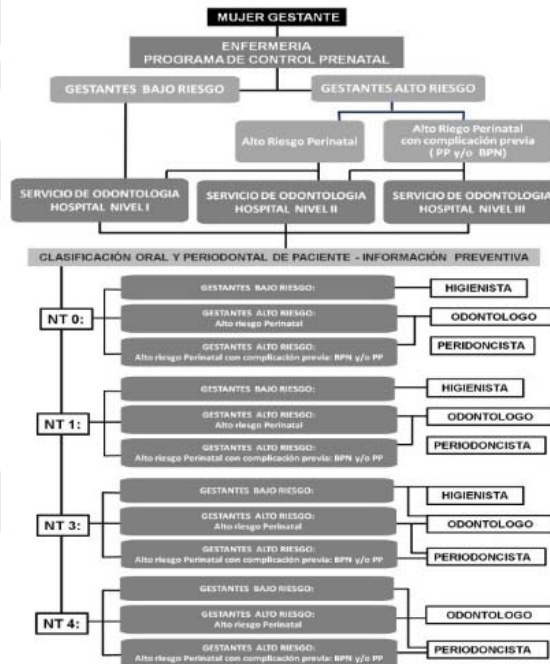 MUJER GESTANTE
ENFERMERIA
PROGRAMA DE CONTROL PRENATAL
GESTANTES BAJO RIESGO
GESTANTES ALTO RIESGO
Alto Riesgo Perinatal
Alto Riego Perinatal
con complicación previa
( PP y/o BPN)
SERVICIO DE ODONTOLOGIA
HOSPITAL NIVEL I
SERVICIO DE ODONTOLOGIA
HOSPITAL NIVEL II
SERVICIO DE ODONTOLOGIA
HOSPITAL NIVEL III
CLASIFICACIÓN ORAL Y PERIODONTAL DE PACIENTE - INFORMACIÓN PREVENTIVA
NT 0:
GESTANTES BAJO RIESGO:
HIGIENISTA
GESTANTES ALTO RIESGO:
Alto riesgo Perinatal
ODONTOLOGO
GESTANTES ALTO RIESGO:
Alto riesgo Perinatal con complicación previa: BPN y/o PP
PERIDONCISTA
NT 1:
GESTANTES BAJO RIESGO:
HIGIENISTA
GESTANTES ALTO RIESGO:
Alto riesgo Perinatal
ODONTOLOGO
GESTANTES ALTO RIESGO:
Alto riesgo Perinatal con complicación previa: BPN y/o PP
PERIODONCISTA
NT 3:
GESTANTES BAJO RIESGO:
HIGIENISTA
GESTANTES ALTO RIESGO:
Alto riesgo Perinatal
ODONTOLOGO
GESTANTES ALTO RIESGO:
Alto riesgo Perinatal con complicación previa: BPN y/o PP
PERIODONCISTA
NT 4:
GESTANTES BAJO RIESGO:
GESTANTES ALTO RIESGO:
Alto riesgo Perinatal
ODONTOLOGO
GESTANTES ALTO RIESGO:
Alto riesgo Perinatal con complicación previa: BPN y/o PP
PERIODONCISTA